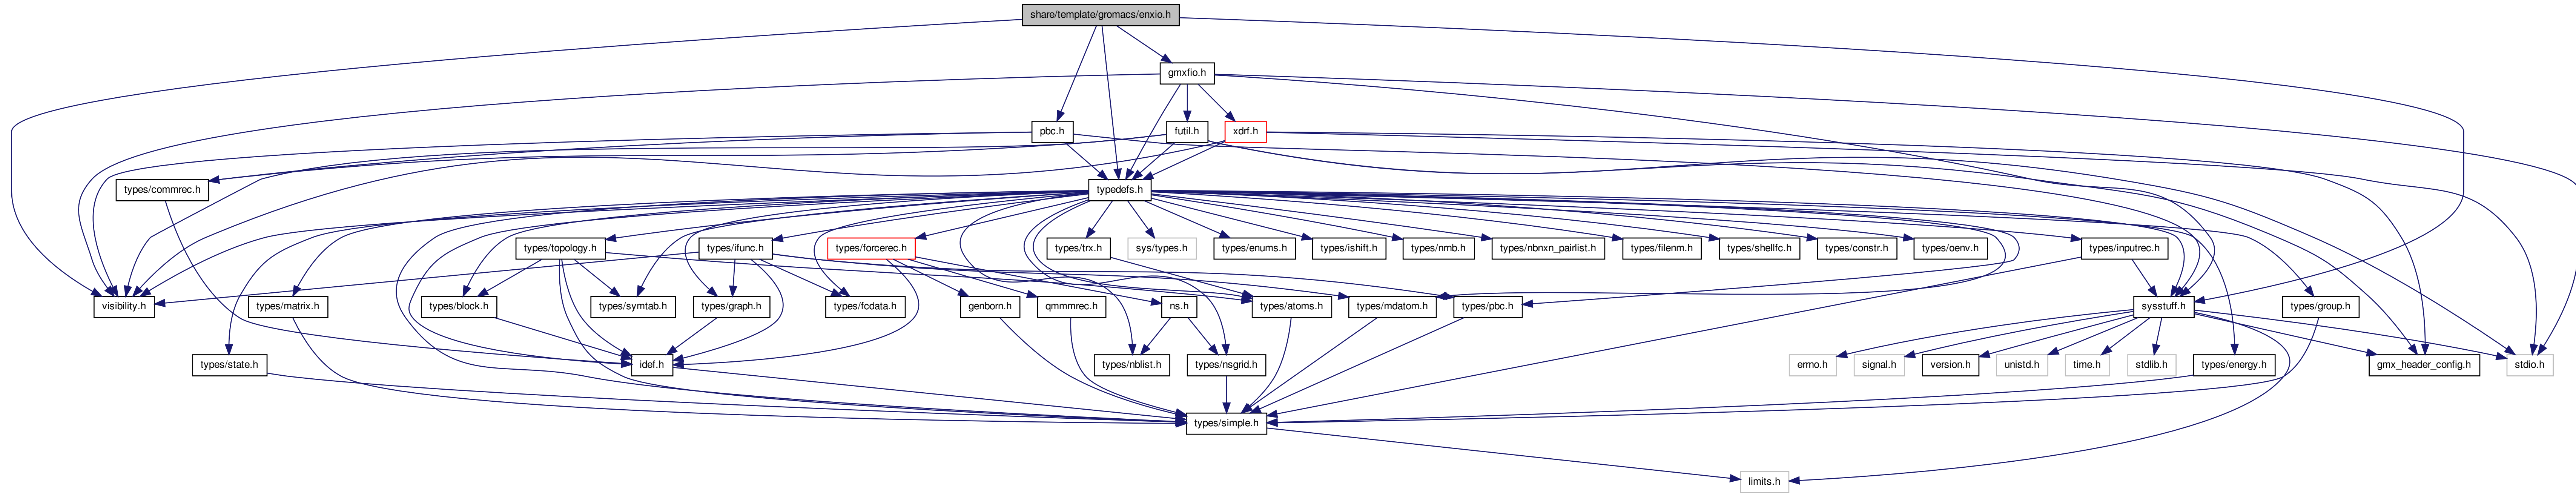 share/template/gromacs/enxio.h
gmxfio.h
pbc.h
futil.h
xdrf.h
types/commrec.h
typedefs.h
types/topology.h
types/ifunc.h
types/forcerec.h
types/trx.h
sys/types.h
types/enums.h
types/ishift.h
types/nrnb.h
types/nbnxn_pairlist.h
types/filenm.h
types/shellfc.h
types/constr.h
types/oenv.h
types/inputrec.h
visibility.h
types/matrix.h
types/block.h
types/symtab.h
types/graph.h
types/fcdata.h
genborn.h
qmmmrec.h
ns.h
types/atoms.h
types/mdatom.h
types/pbc.h
sysstuff.h
types/group.h
types/state.h
idef.h
types/nblist.h
types/nsgrid.h
errno.h
signal.h
version.h
unistd.h
time.h
stdlib.h
types/energy.h
gmx_header_config.h
stdio.h
types/simple.h
limits.h